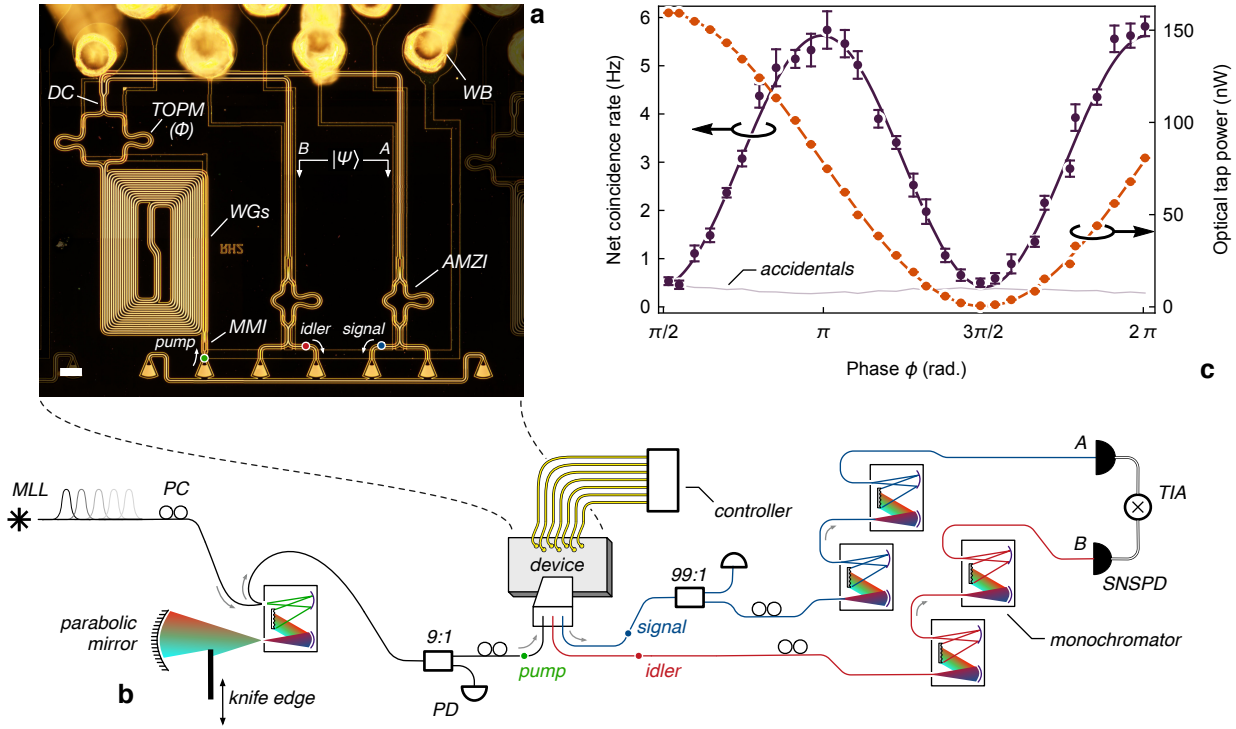 a
DC
TOPM
(Φ)
WB
B |Ψ⟩ A
WGs
RH2
AMZI
MMI
pump
idler
signal
Net coincidence rate (Hz)
6
5
4
3
2
1
0
accidentals
π/2
π
3π/2
2 π
Phase ϕ (rad.)
150
100
50
0
Optical tap power (nW)
c
MLL
PC
parabolic
mirror
knife edge
b
9:1
PD
pump
device
controller
99:1
signal
idler
A
TIA
B
SNSPD
monochromator